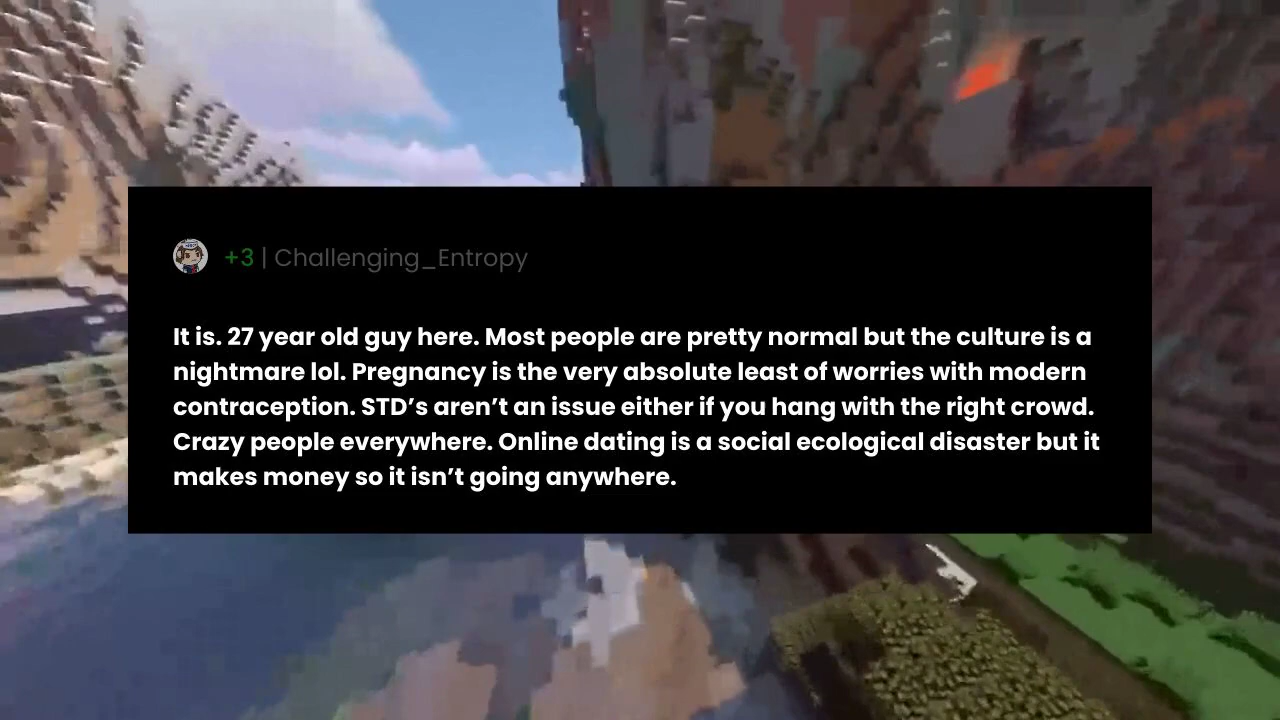 +3 | Challenging_Entropy
It is. 27 year old guy here. Most people are pretty normal but the culture is a
nightmare lol. Pregnancy is the very absolute least of worries with modern
contraception. STD’s aren’t an issue either if you hang with the right crowd.
Crazy people everywhere. Online dating is a social ecological disaster but it
makes money so it isn’t going anywhere.